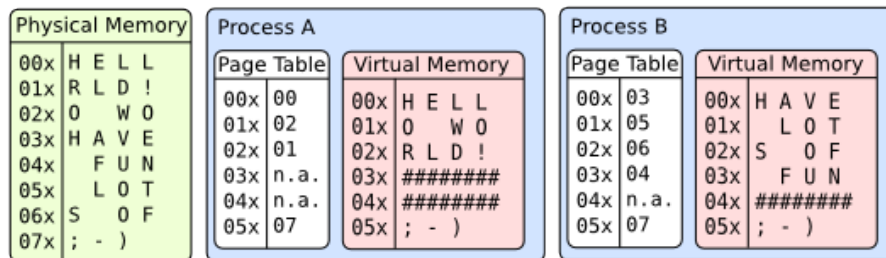 Physical Memory
00x H E L L
01x R L D !
02x O   W O
03x H A V E
04x   F U N
05x   L O T
06x S   O F
07x ; - )
Process A
Page Table
00x 00
01x 02
02x 01
03x n.a.
04x n.a.
05x 07
Virtual Memory
00x H E L L
01x O   W O
02x R L D !
03x ########
04x ########
05x ; - )
Process B
Page Table
00x 03
01x 05
02x 06
03x 04
04x n.a.
05x 07
Virtual Memory
00x H A V E
01x   L O T
02x S   O F
03x   F U N
04x ########
05x ; - )